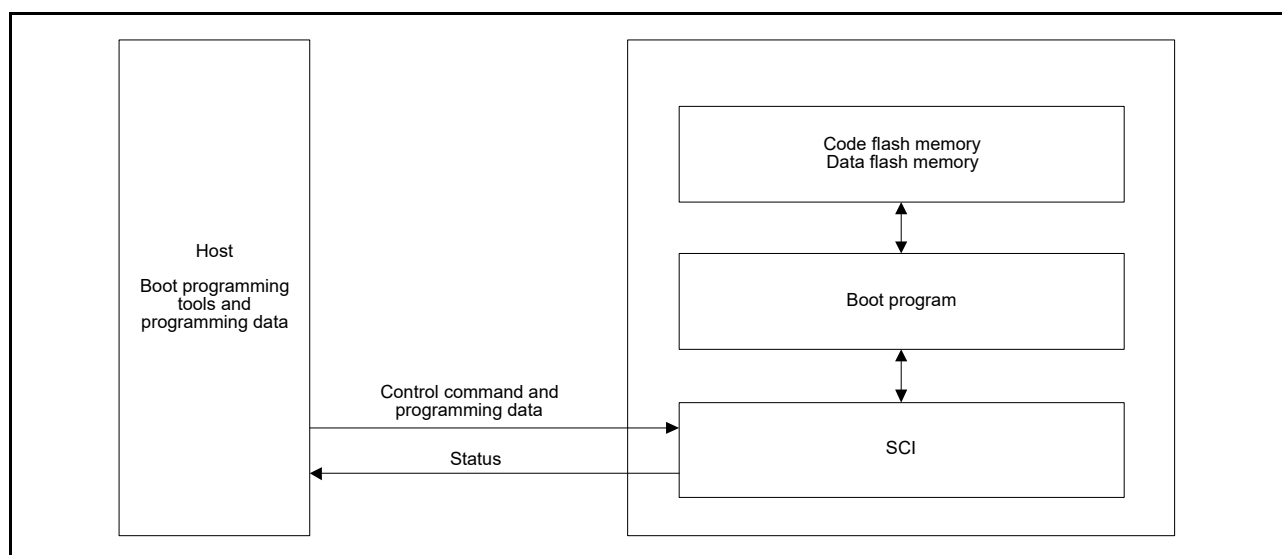 Host
Boot programming
tools and
programming data
Control command and
programming data
Status
Code flash memory
Data flash memory
Boot program
SCI